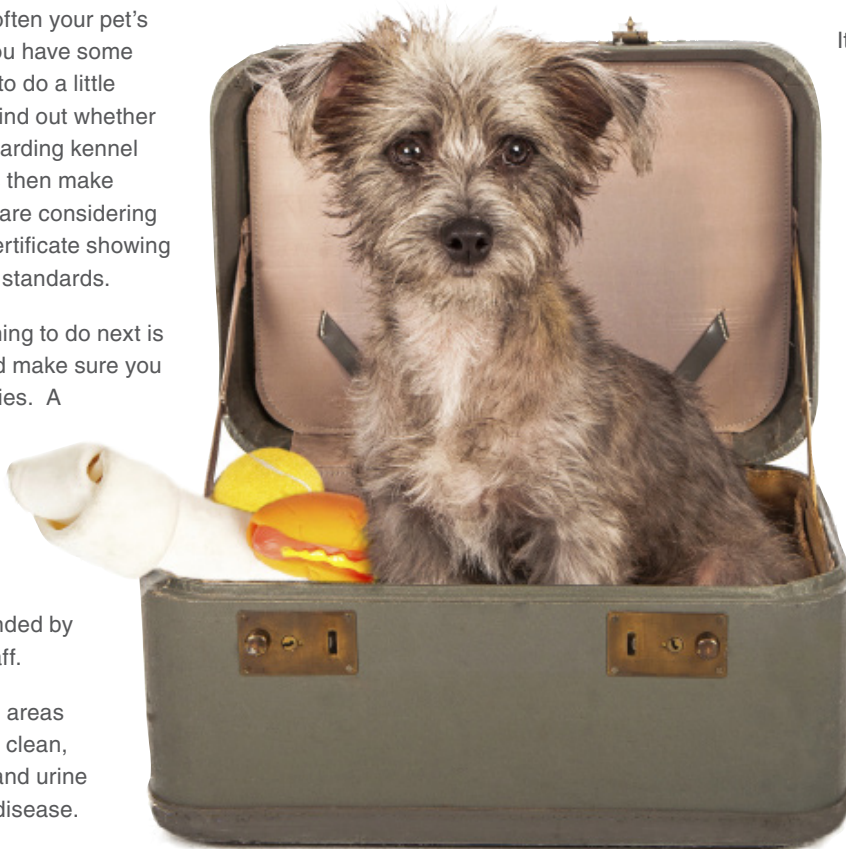 often your pet's
ou have some
to do a little
ind out whether
arding kennel
then make
are considering
ertificate showing
standards.
ning to do next is
d make sure you
ies. A
nded by
aff.
areas
clean,
and urine
disease.
It